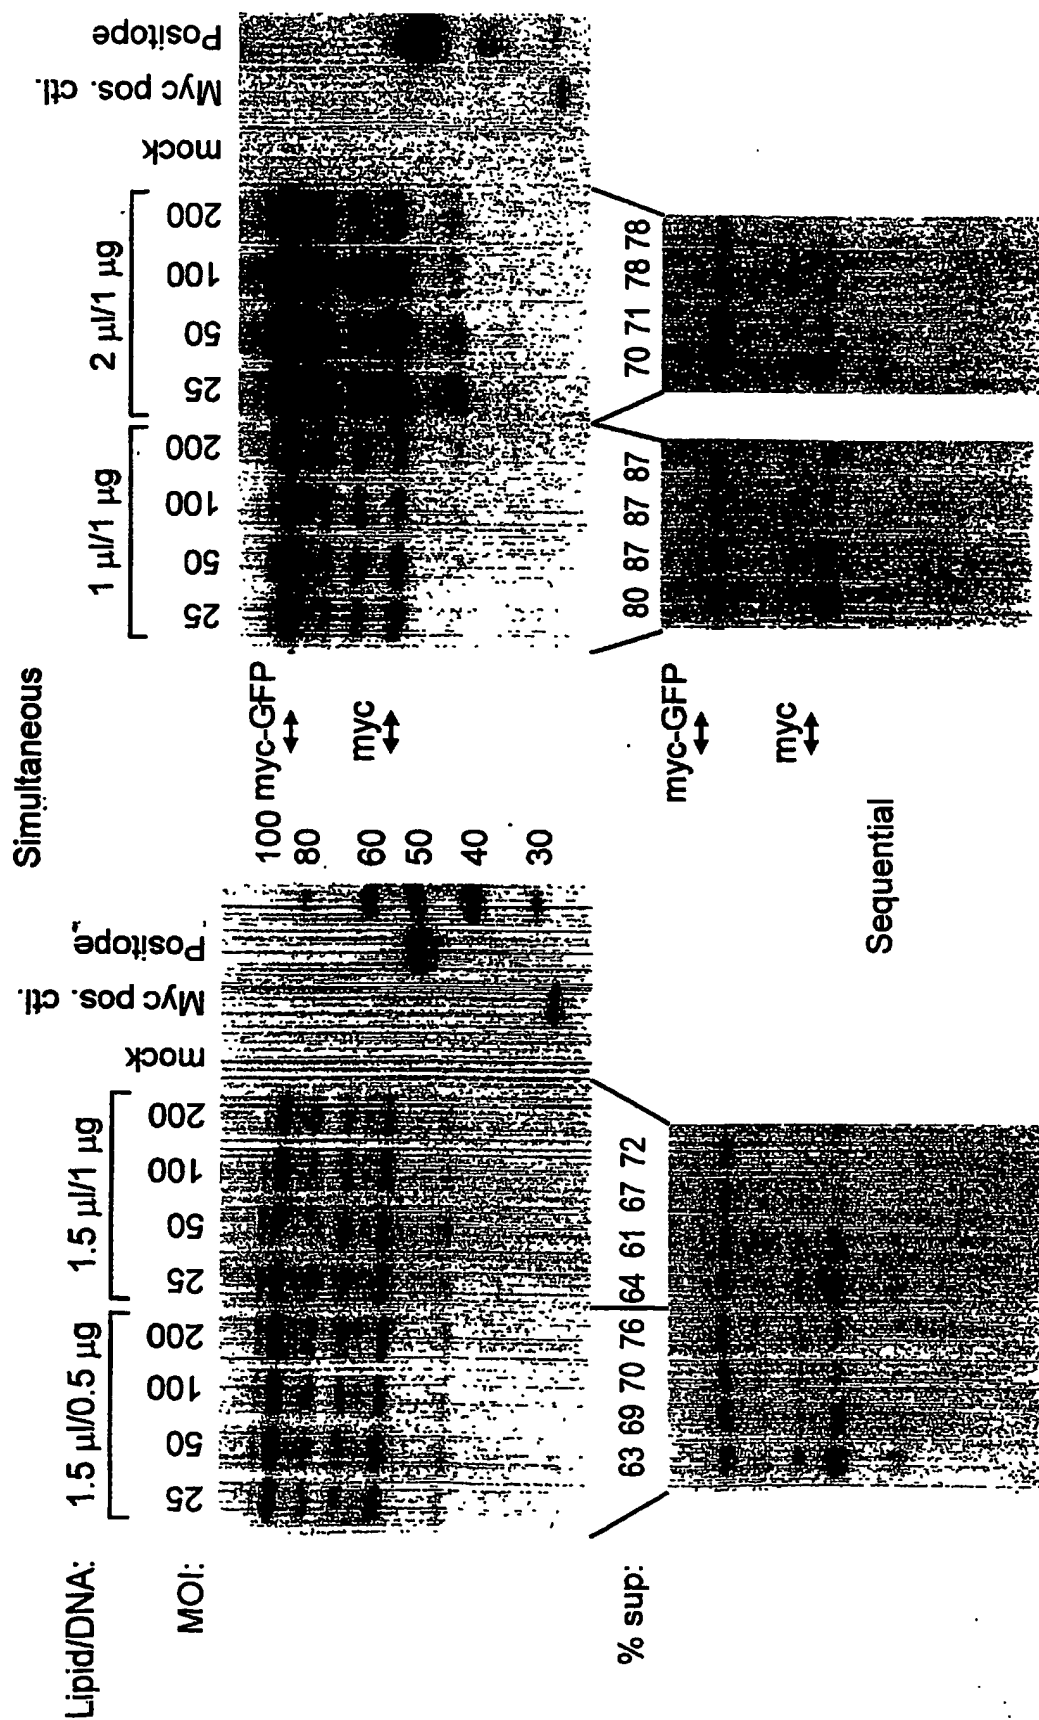 Simultaneous
Lipid/DNA: 1.5 µl/0.5 µg 1.5 µl/1 µg 1 µl/1 µg 2 µl/1 µg
MOI: 25 50 100 200 25 50 100 200 mock Myc pos. ctl. Positope 25 50 100 200 25 50 100 200 mock Myc pos. ctl. Positope
100 myc-GFP
80
60 myc
50
40
30
% sup: 63 69 70 76 64 61 67 72 80 87 87 87 70 71 78 78
myc-GFP
myc
Sequential